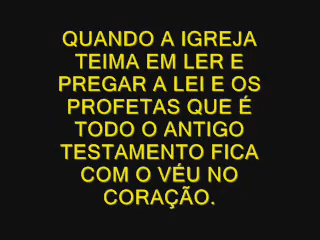 QUANDO A IGREJA
TEIMA EM LER E
PREGAR A LEI E OS
PROFETAS QUE É
TODO O ANTIGO
TESTAMENTO FICA
COM O VÉU NO
CORAÇÃO.